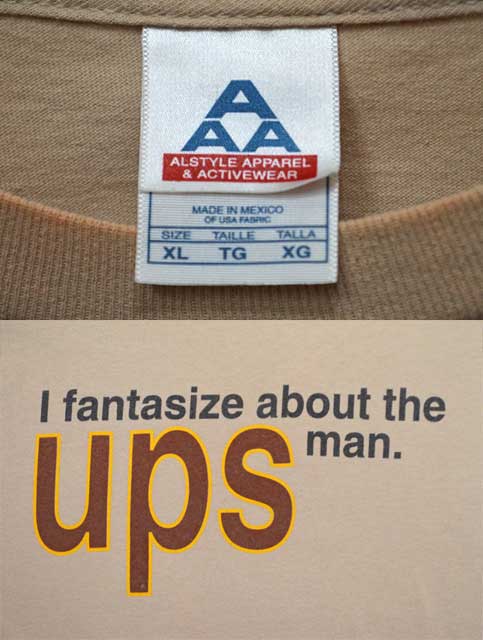 A
A A
ALSTYLE APPAREL
& ACTIVEWEAR
MADE IN MEXICO
OF USA FABRIC
SIZE TAILLE TALLA
XL TG XG
I fantasize about the
ups man.